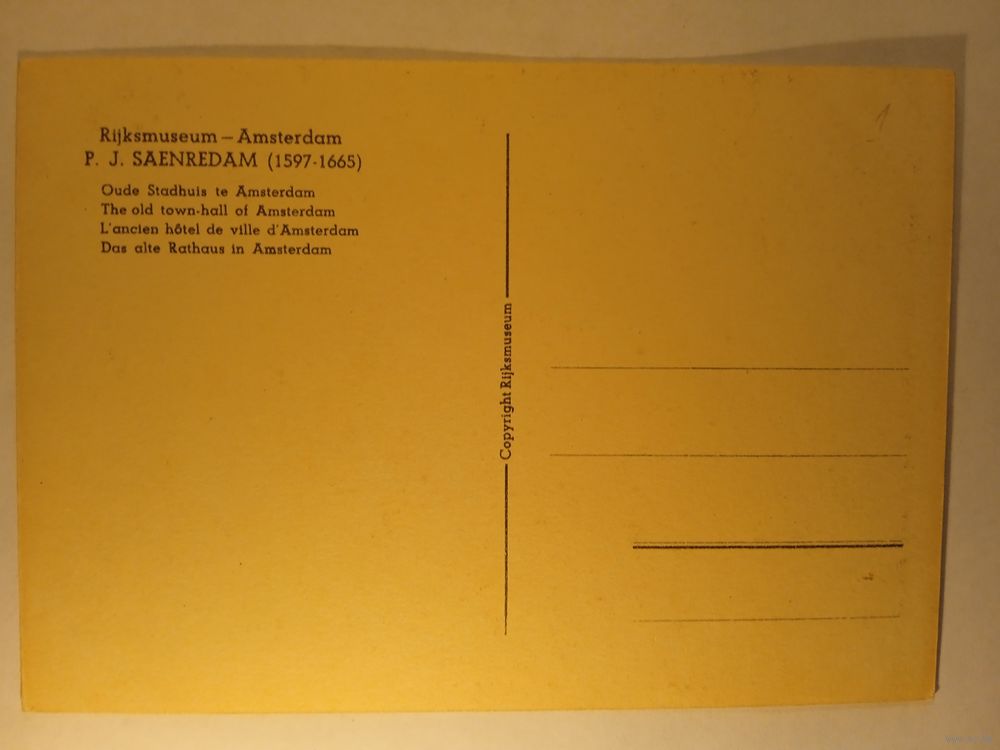 Rijksmuseum – Amsterdam
P. J. SAENREDAM (1597-1665)
Oude Stadhuis te Amsterdam
The old town-hall of Amsterdam
L'ancien hôtel de ville d'Amsterdam
Das alte Rathaus in Amsterdam
Copyright Rijksmuseum
1